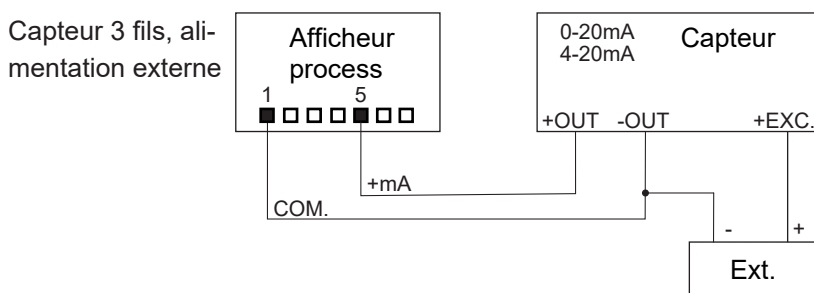 Capteur 3 fils, ali-
mentation externe
Afficheur
process
1 5
0-20mA
4-20mA
Capteur
+OUT -OUT +EXC.
+mA
COM.
- +
Ext.